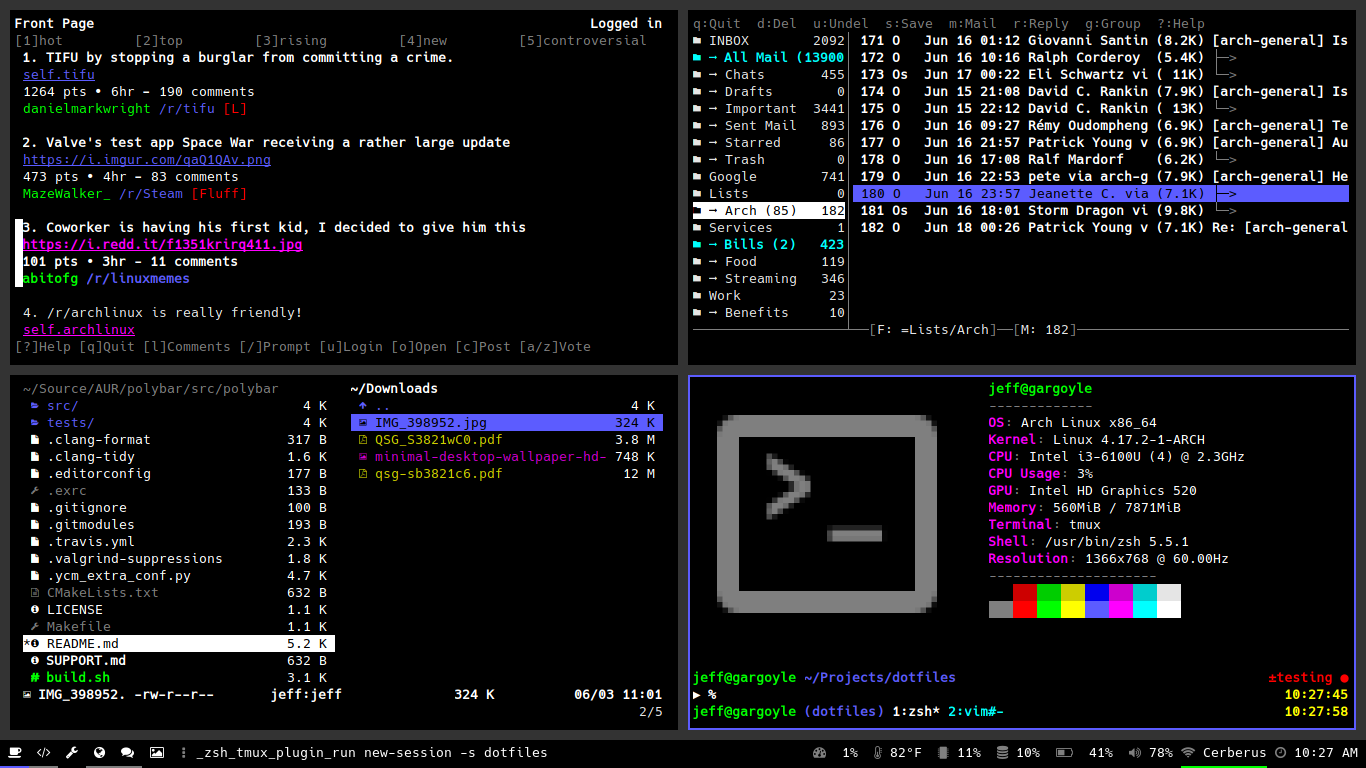 Front Page Logged in
[1]hot [2]top [3]rising [4]new [5]controversial
1. TIFU by stopping a burglar from committing a crime.
self.tifu
1264 pts • 6hr - 190 comments
danielmarkwright /r/tifu [L]
2. Valve's test app Space War receiving a rather large update
https://i.imgur.com/qaQ1QAv.png
473 pts • 4hr - 83 comments
MazeWalker_ /r/Steam [Fluff]
3. Coworker is having his first kid, I decided to give him this
https://i.redd.it/f1351krirq411.jpg
101 pts • 3hr - 11 comments
abitofg /r/linuxmemes
4. /r/archlinux is really friendly!
self.archlinux
[?]Help [q]Quit [l]Comments [/]Prompt [u]Login [o]Open [c]Post [a/z]Vote
q:Quit d:Del u:Undel s:Save m:Mail r:Reply g:Group ?:Help
INBOX 2092
→ All Mail (13900
→ Chats 455
→ Drafts 0
→ Important 3441
→ Sent Mail 893
→ Starred 86
→ Trash 0
Google 741
Lists 0
→ Arch (85) 182
Services 1
→ Bills (2) 423
→ Food 119
→ Streaming 346
Work 23
→ Benefits 10
171 O Jun 16 01:12 Giovanni Santin (8.2K) [arch-general] Is
172 O Jun 16 10:16 Ralph Corderoy (5.4K) └─>
173 Os Jun 17 00:22 Eli Schwartz vi ( 11K) └─>
174 O Jun 15 21:08 David C. Rankin (7.9K) [arch-general] Is
175 O Jun 15 22:12 David C. Rankin ( 13K) └─>
176 O Jun 16 09:27 Rémy Oudompheng (6.9K) [arch-general] Te
177 O Jun 16 21:57 Patrick Young v (6.9K) [arch-general] Au
178 O Jun 16 17:08 Ralf Mardorf (6.2K) └─>
179 O Jun 16 22:53 pete via arch-g (7.9K) [arch-general] He
180 O Jun 16 23:57 Jeanette C. via (7.1K) ├─>
181 Os Jun 16 18:01 Storm Dragon vi (9.8K) └─>
182 O Jun 18 00:26 Patrick Young v (7.1K) Re: [arch-general
[F: =Lists/Arch]──[M: 182]
~/Source/AUR/polybar/src/polybar
src/ 4 K
tests/ 4 K
.clang-format 317 B
.clang-tidy 1.6 K
.editorconfig 177 B
.exrc 133 B
.gitignore 100 B
.gitmodules 193 B
.travis.yml 2.3 K
.valgrind-suppressions 1.8 K
.ycm_extra_conf.py 4.7 K
CMakeLists.txt 632 B
LICENSE 1.1 K
Makefile 1.1 K
*README.md 5.2 K
SUPPORT.md 632 B
# build.sh 3.1 K
~/Downloads
.. 4 K
IMG_398952.jpg 324 K
QSG_S3821wC0.pdf 3.8 M
minimal-desktop-wallpaper-hd- 748 K
qsg-sb3821c6.pdf 12 M
IMG_398952. -rw-r--r-- jeff:jeff 324 K 06/03 11:01
2/5
>_
jeff@gargoyle
-------------
OS: Arch Linux x86_64
Kernel: Linux 4.17.2-1-ARCH
CPU: Intel i3-6100U (4) @ 2.3GHz
CPU Usage: 3%
GPU: Intel HD Graphics 520
Memory: 560MiB / 7871MiB
Terminal: tmux
Shell: /usr/bin/zsh 5.5.1
Resolution: 1366x768 @ 60.00Hz
---------------------
jeff@gargoyle ~/Projects/dotfiles ±testing ●
▶ % 10:27:45
jeff@gargoyle (dotfiles) 1:zsh* 2:vim#- 10:27:58
</> _zsh_tmux_plugin_run new-session -s dotfiles 1% 82°F 11% 10% 41% 78% Cerberus 10:27 AM